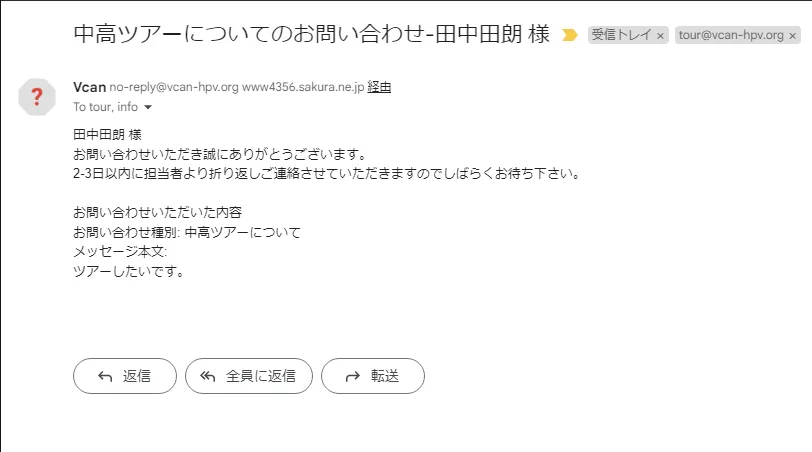 中高ツアーについてのお問い合わせ-田中田朗 様 受信トレイ × tour@vcan-hpv.org ×
?
Vcan no-reply@vcan-hpv.org www4356.sakura.ne.jp 経由
To tour, info
田中田朗 様
お問い合わせいただき誠にありがとうございます。
2-3日以内に担当者より折り返しご連絡させていただきますのでしばらくお待ち下さい。
お問い合わせいただいた内容
お問い合わせ種別: 中高ツアーについて
メッセージ本文:
ツアーしたいです。
返信 全員に返信 転送